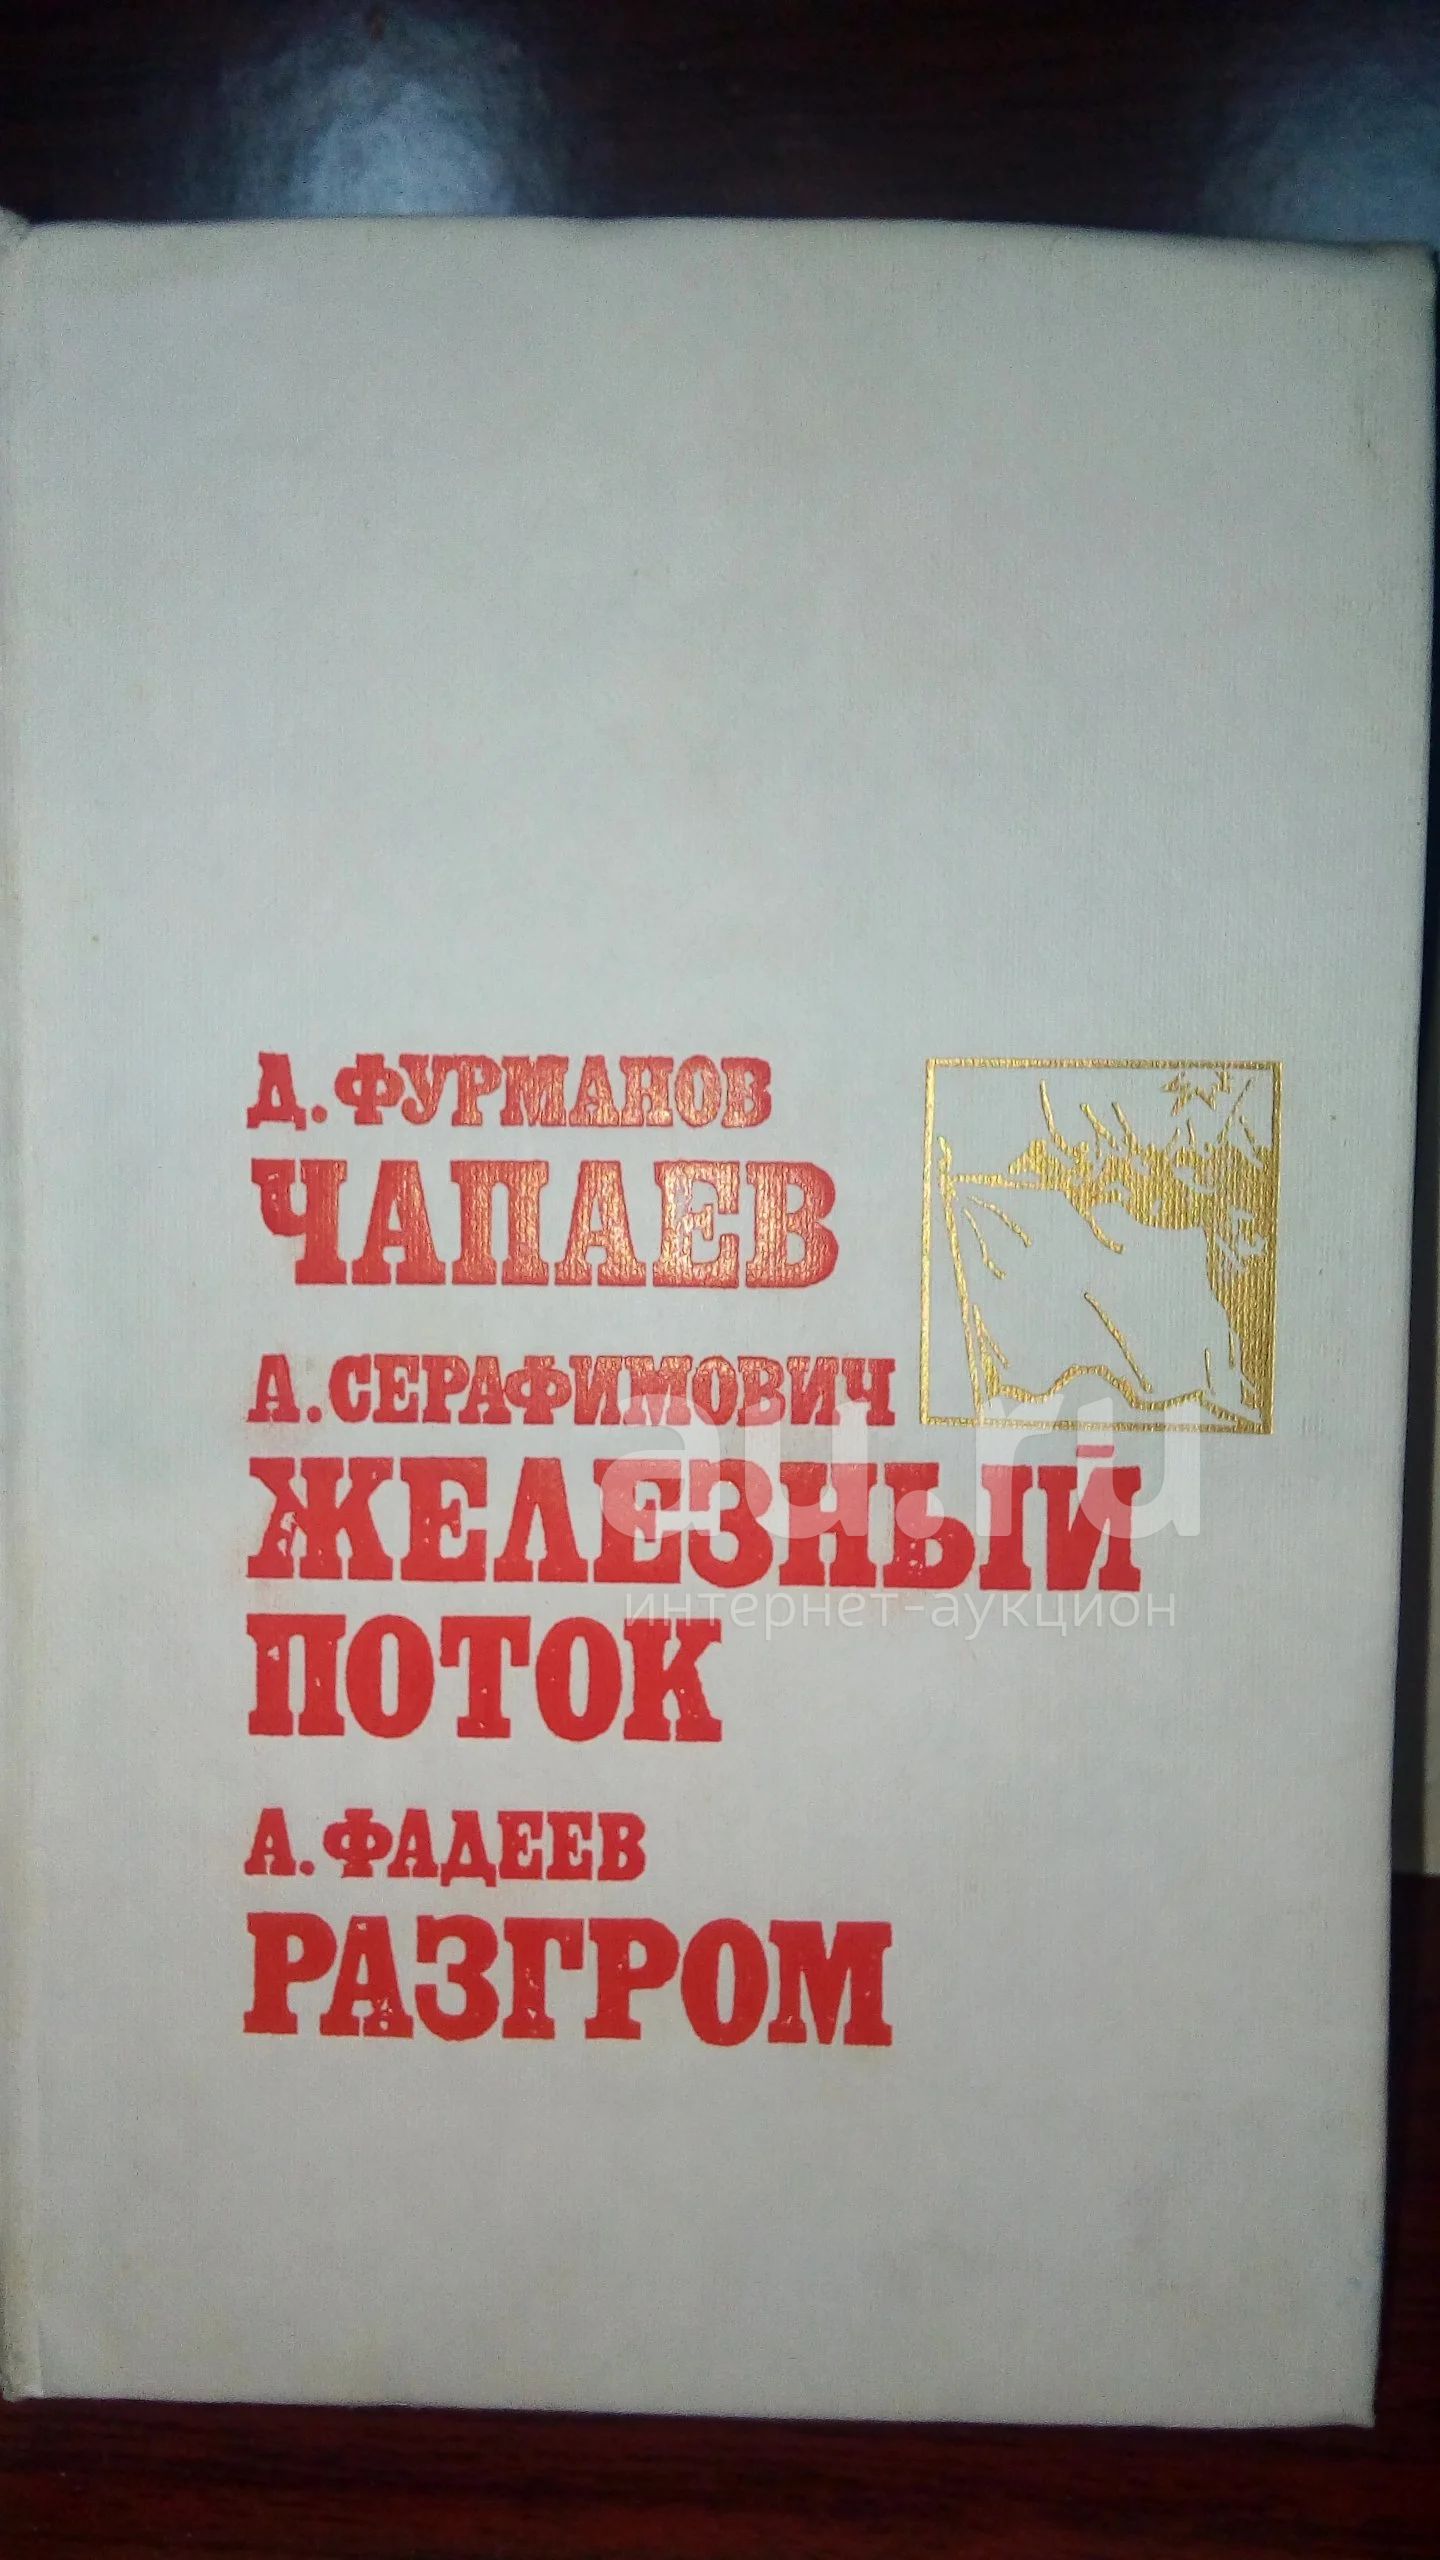 Д. ФУРМАНОВ
ЧАПАЕВ
А. СЕРАФИМОВИЧ
ЖЕЛЕЗНЫЙ
ПОТОК
А. ФАДЕЕВ
РАЗГРОМ
au.ru
интернет-аукцион